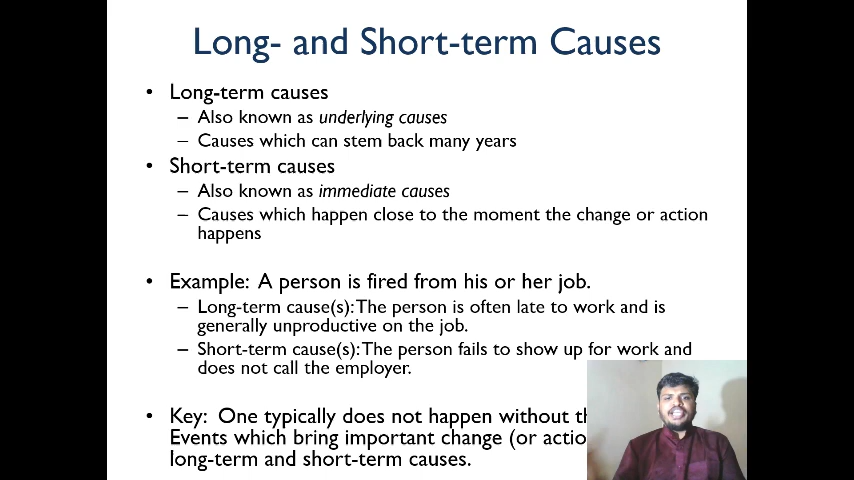 Long- and Short-term Causes
• Long-term causes
– Also known as underlying causes
– Causes which can stem back many years
• Short-term causes
– Also known as immediate causes
– Causes which happen close to the moment the change or action
happens
• Example: A person is fired from his or her job.
– Long-term cause(s): The person is often late to work and is
generally unproductive on the job.
– Short-term cause(s): The person fails to show up for work and
does not call the employer.
• Key: One typically does not happen without
Events which bring important change (or
long-term and short-term causes.